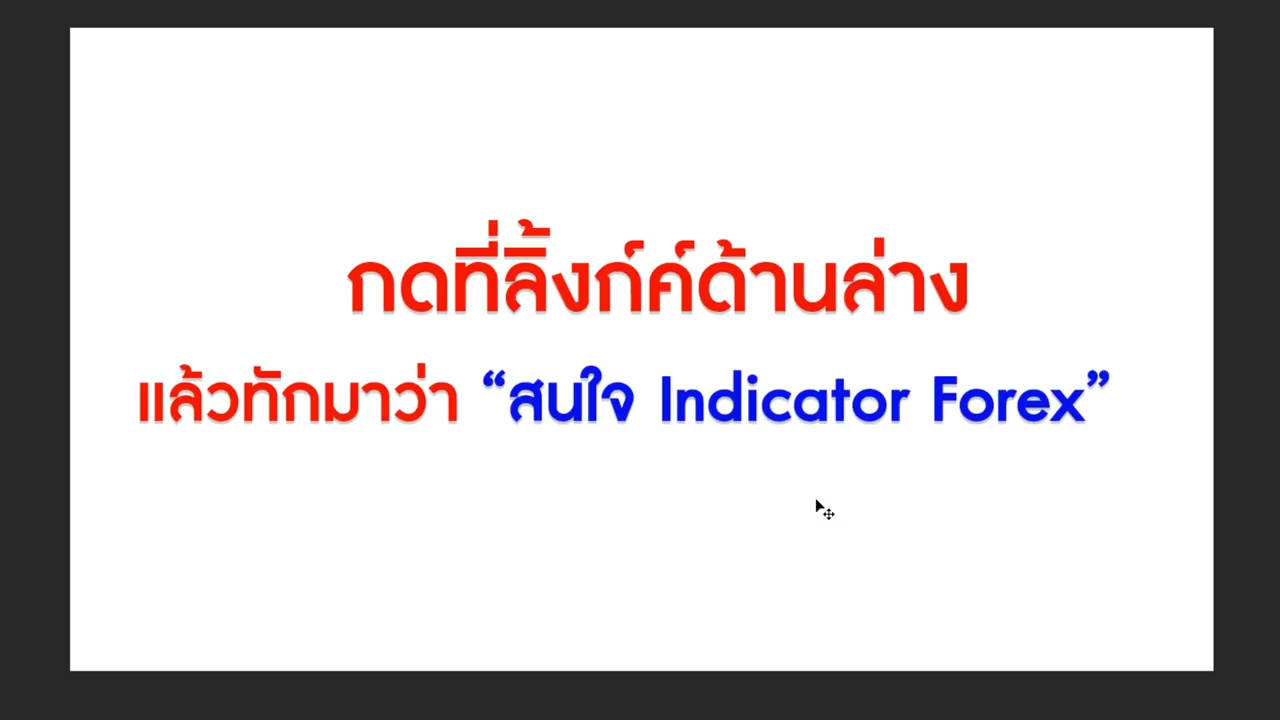 กดที่ลิ้งก์ค์ด้านล่าง
แล้วทักมาว่า “สนใจ Indicator Forex”